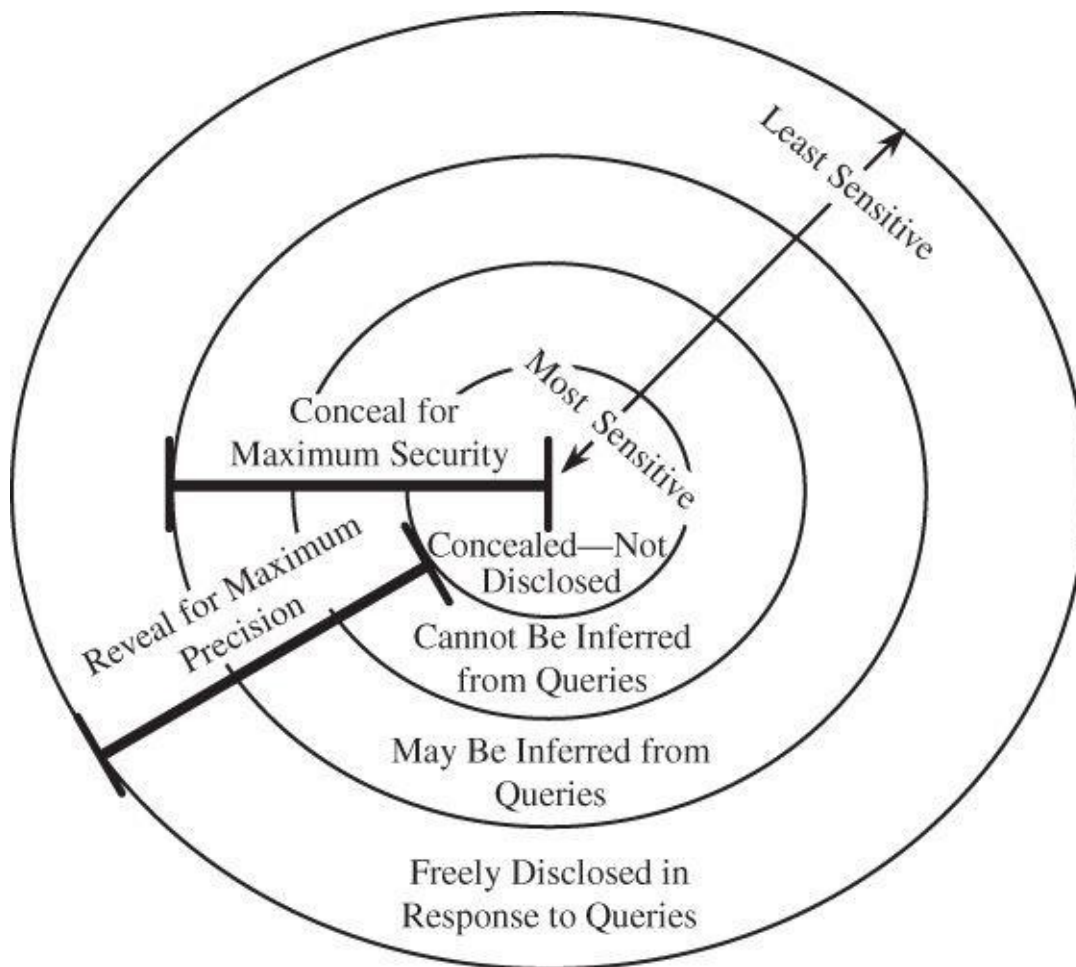 Least Sensitive
Most Sensitive
Conceal for
Maximum Security
Reveal for Maximum
Precision
Concealed—Not
Disclosed
Cannot Be Inferred
from Queries
May Be Inferred from
Queries
Freely Disclosed in
Response to Queries